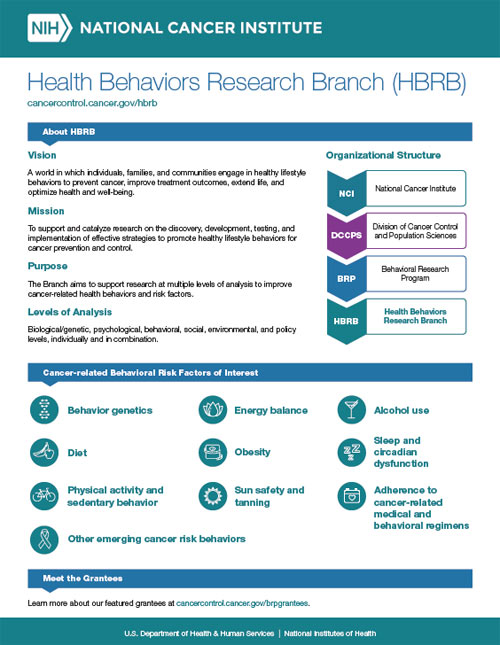 NIH NATIONAL CANCER INSTITUTE
Health Behaviors Research Branch (HBRB)
cancercontrol.cancer.gov/hbrb
About HBRB
Vision
A world in which individuals, families, and communities engage in healthy lifestyle
behaviors to prevent cancer, improve treatment outcomes, extend life, and
optimize health and well-being.
Mission
To support and catalyze research on the discovery, development, testing, and
implementation of effective strategies to promote healthy lifestyle behaviors for
cancer prevention and control.
Purpose
The Branch aims to support research at multiple levels of analysis to improve
cancer-related health behaviors and risk factors.
Levels of Analysis
Biological/genetic, psychological, behavioral, social, environmental, and policy
levels, individually and in combination.
Organizational Structure
NCI
National Cancer Institute
DCCPS
Division of Cancer Control
and Population Sciences
BRP
Behavioral Research
Program
HBRB
Health Behaviors
Research Branch
Cancer-related Behavioral Risk Factors of Interest
Behavior genetics
Energy balance
Alcohol use
Diet
Obesity
zzz
Sleep and
circadian
dysfunction
Physical activity and
sedentary behavior
Sun safety and
tanning
Adherence to
cancer-related
medical and
behavioral regimens
Other emerging cancer risk behaviors
Meet the Grantees
Learn more about our featured grantees at cancercontrol.cancer.gov/brpgrantees.
U.S. Department of Health & Human Services | National Institutes of Health